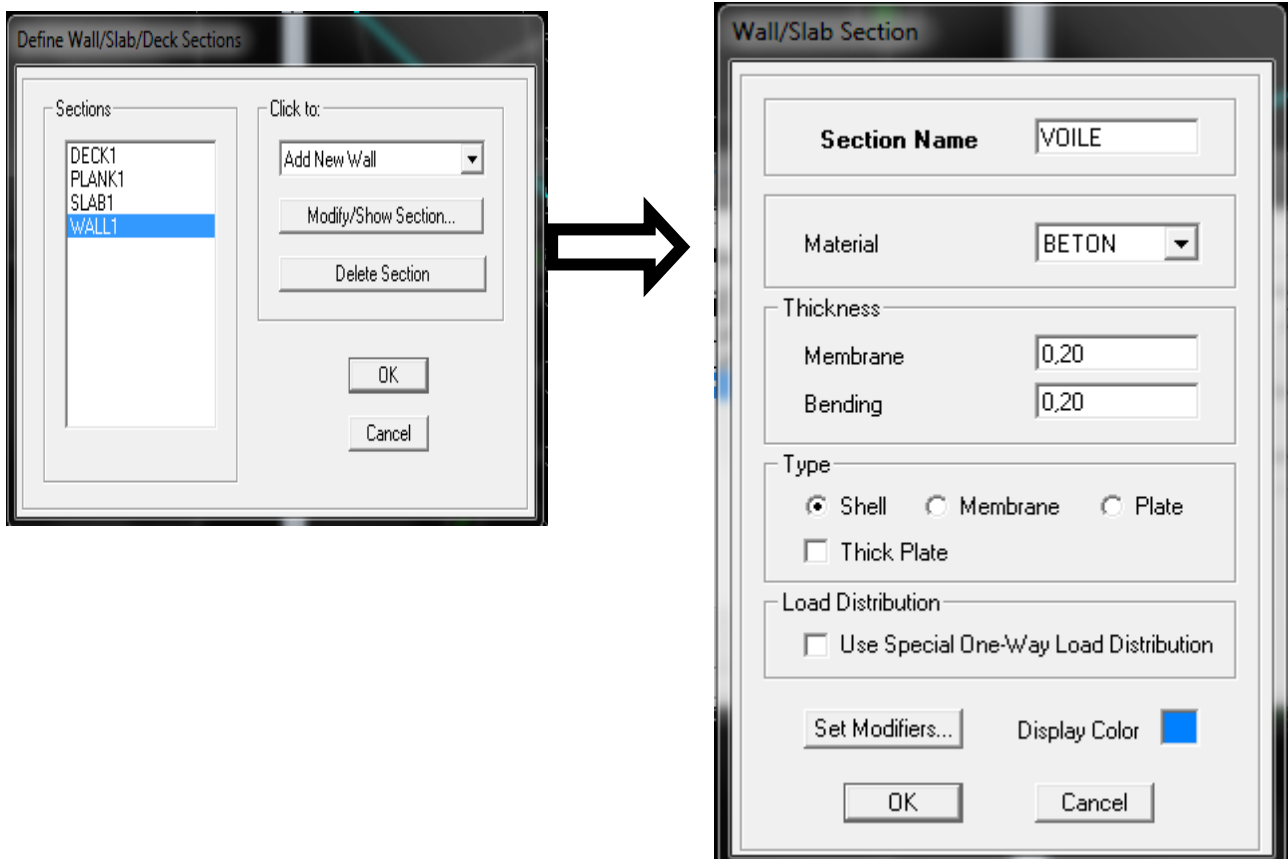 Define Wall/Slab/Deck Sections
Sections
DECK1
PLANK1
SLAB1
WALL1
Click to:
Add New Wall
Modify/Show Section...
Delete Section
OK
Cancel
Wall/Slab Section
Section Name VOILE
Material BETON
Thickness
Membrane 0,20
Bending 0,20
Type
Shell Membrane Plate
Thick Plate
Load Distribution
Use Special One-Way Load Distribution
Set Modifiers... Display Color
OK Cancel